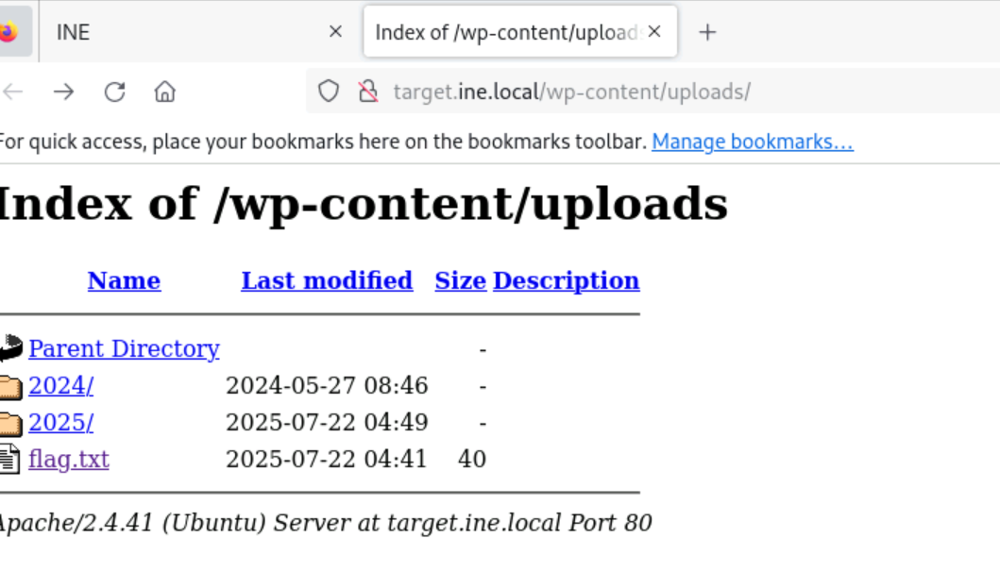 INE
Index of /wp-content/upload
target.ine.local/wp-content/uploads/
For quick access, place your bookmarks here on the bookmarks toolbar. Manage bookmarks…
Index of /wp-content/uploads
Name Last modified Size Description
Parent Directory -
2024/ 2024-05-27 08:46 -
2025/ 2025-07-22 04:49 -
flag.txt 2025-07-22 04:41 40
Apache/2.4.41 (Ubuntu) Server at target.ine.local Port 80